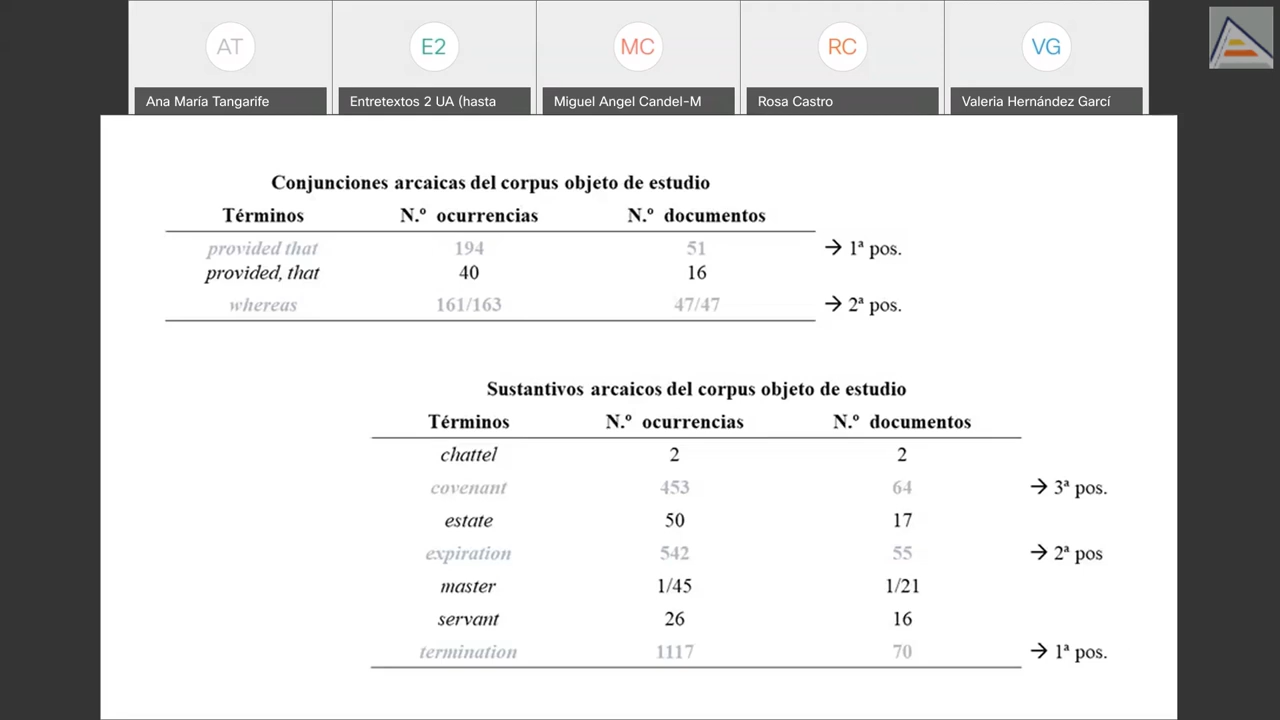 AT
E2
MC
RC
VG
Ana María Tangarife
Entretextos 2 UA (hasta
Miguel Angel Candel-M
Rosa Castro
Valeria Hernández Garcí
Conjunciones arcaicas del corpus objeto de estudio
Términos N.º ocurrencias N.º documentos
provided that 194 51 → 1ª pos.
provided, that 40 16
whereas 161/163 47/47 → 2ª pos.
Sustantivos arcaicos del corpus objeto de estudio
Términos N.º ocurrencias N.º documentos
chattel 2 2
covenant 453 64 → 3ª pos.
estate 50 17
expiration 542 55 → 2ª pos
master 1/45 1/21
servant 26 16
termination 1117 70 → 1ª pos.